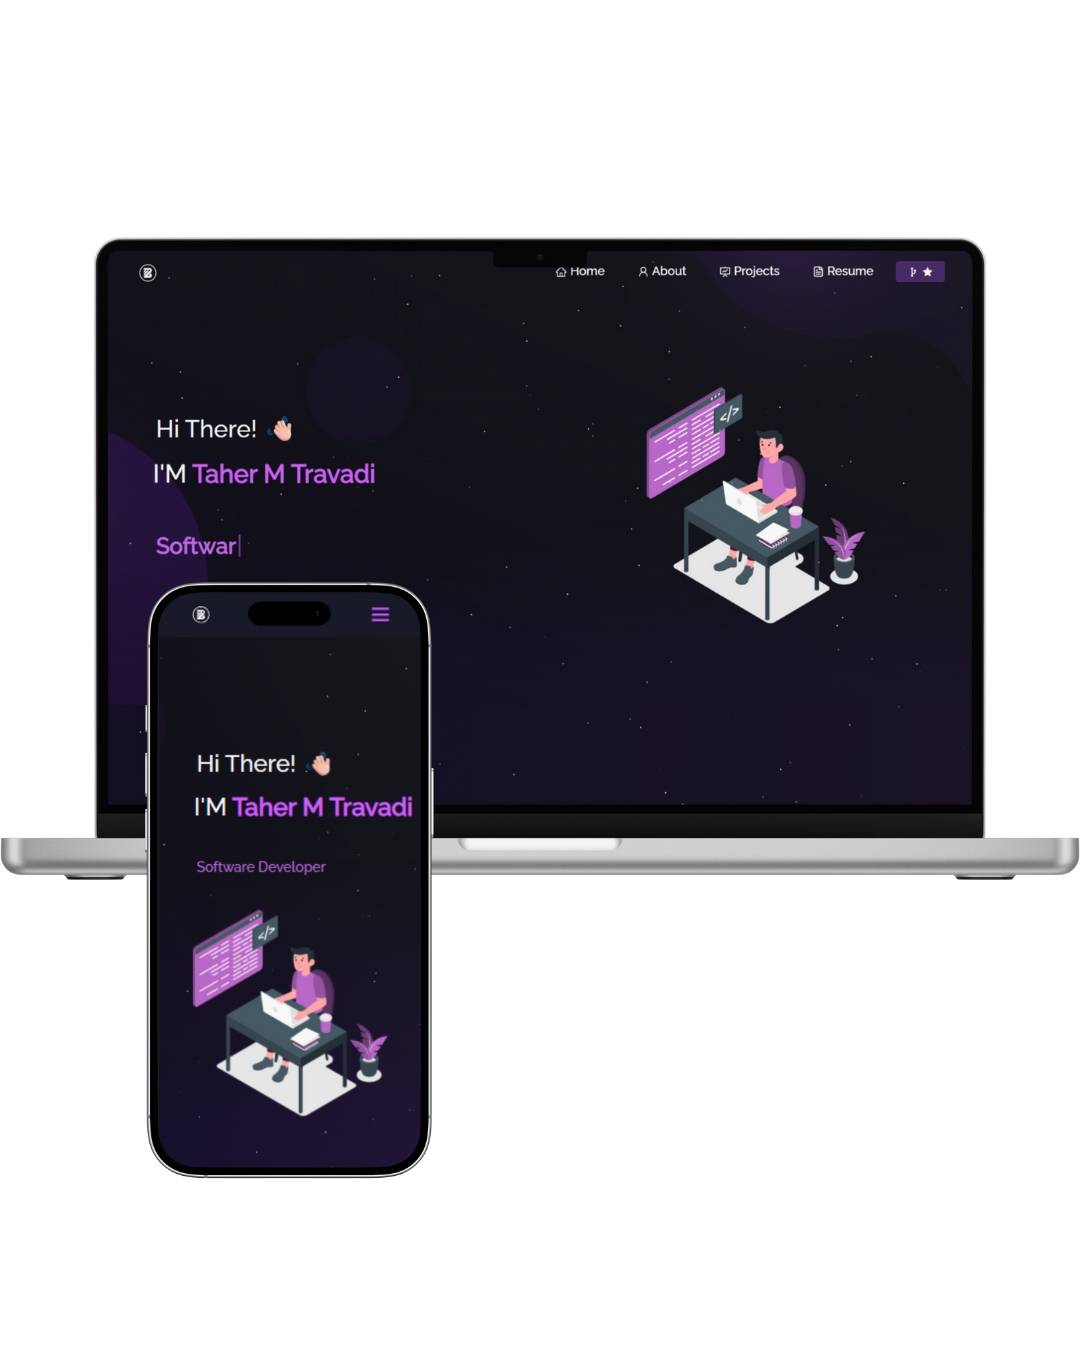 Home About Projects Resume
Hi There! 👋🏻
I'M Taher M Travadi
Softwar|
</>
Hi There! 👋🏻
I'M Taher M Travadi
Software Developer
</>